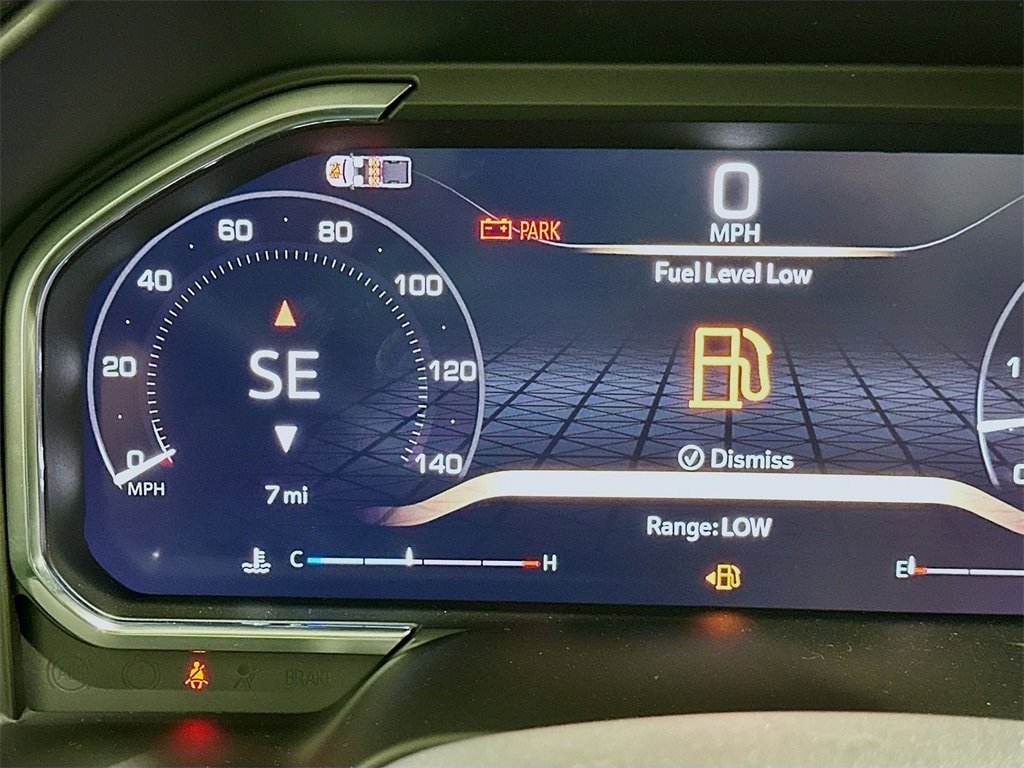 0
MPH
PARK
Fuel Level Low
0
20
40
60
80
100
120
140
MPH
SE
7 mi
Dismiss
Range: LOW
C
H
E
BRAKE